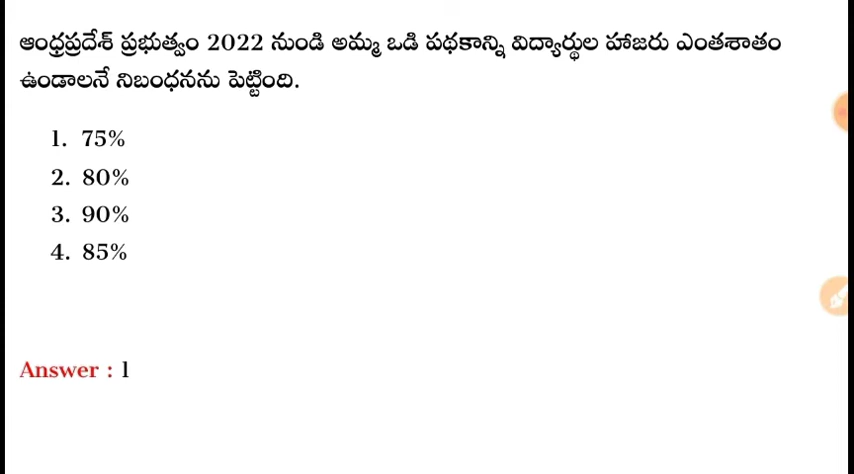 ఆంధ్రప్రదేశ్ ప్రభుత్వం 2022 నుండి అమ్మ ఒడి పథకాన్ని విద్యార్థుల హాజరు ఎంతశాతం
ఉండాలనే నిబంధనను పెట్టింది.
1. 75%
2. 80%
3. 90%
4. 85%
Answer : 1